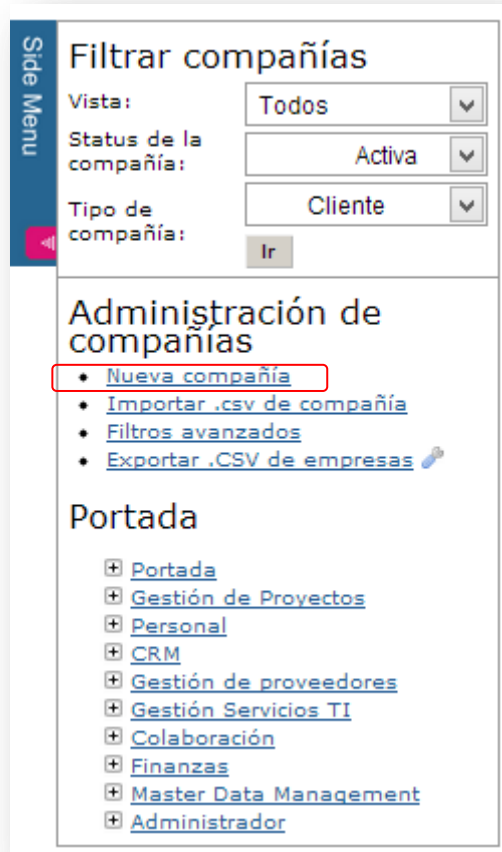 Side Menu
Filtrar compañías
Vista: Todos
Status de la
compañía: Activa
Tipo de
compañía: Cliente
Ir
Administración de
compañías
Nueva compañía
Importar .csv de compañía
Filtros avanzados
Exportar .CSV de empresas
Portada
Portada
Gestión de Proyectos
Personal
CRM
Gestión de proveedores
Gestión Servicios TI
Colaboración
Finanzas
Master Data Management
Administrador